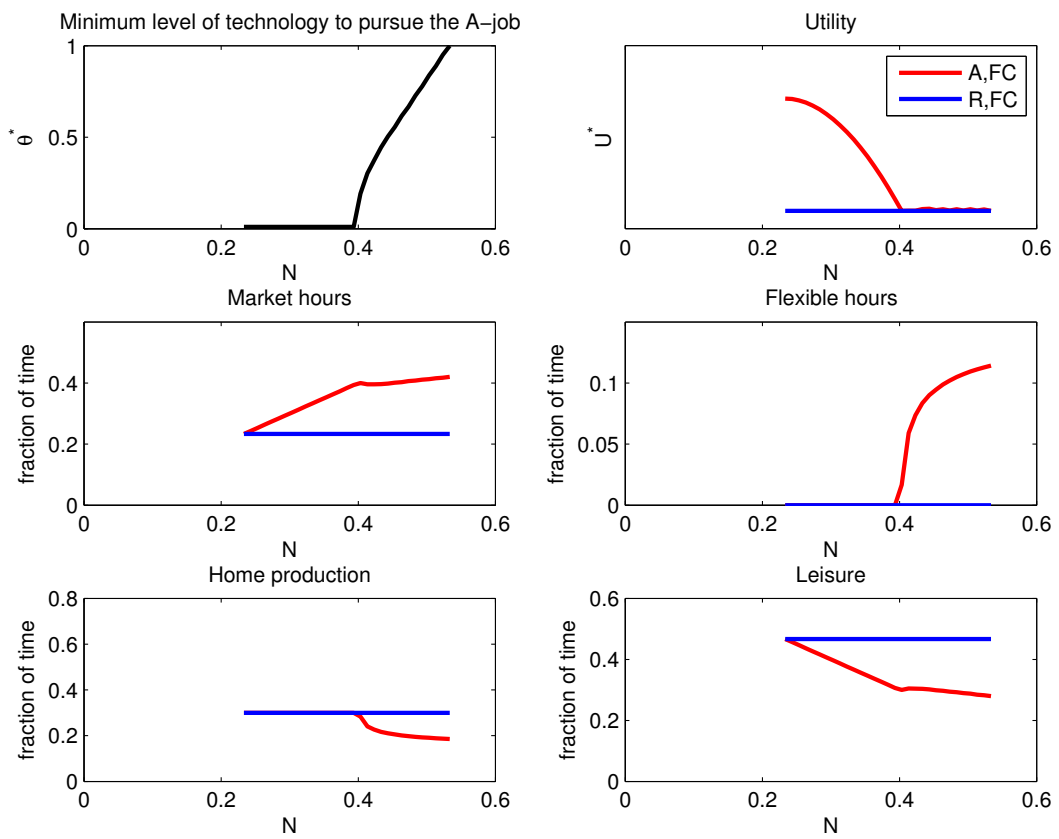 Minimum level of technology to pursue the A−job
1
0.5
0
θ*
0
0.2
0.4
0.6
N
Utility
A,FC
R,FC
U*
0
0.2
0.4
0.6
N
Market hours
0.4
0.2
0
fraction of time
0
0.2
0.4
0.6
N
Flexible hours
0.1
0.05
0
fraction of time
0
0.2
0.4
0.6
N
Home production
0.8
0.6
0.4
0.2
0
fraction of time
0
0.2
0.4
0.6
N
Leisure
0.6
0.4
0.2
0
fraction of time
0
0.2
0.4
0.6
N